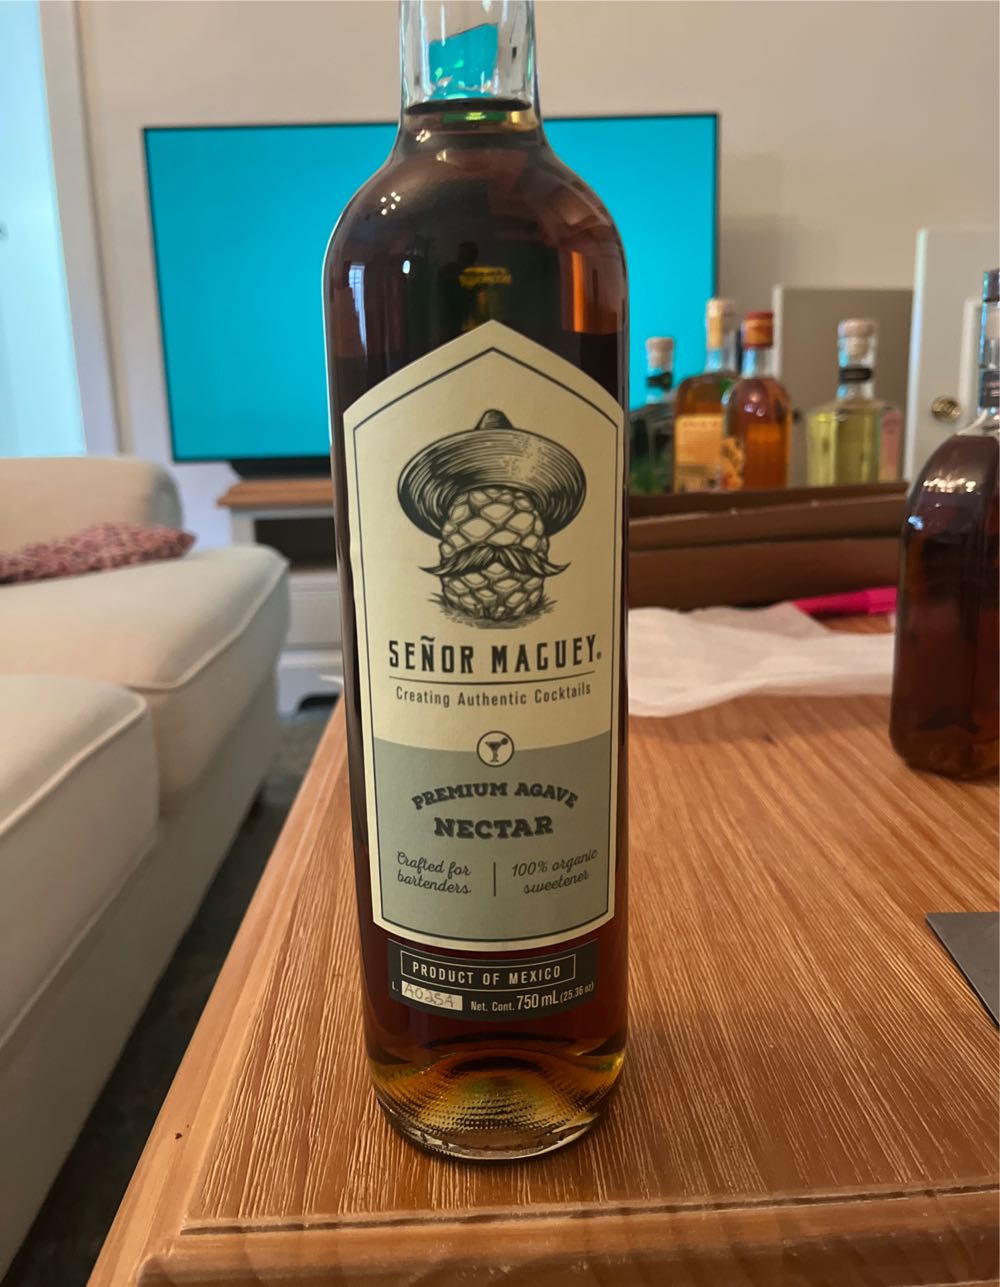 SEÑOR MAGUEY®
Creating Authentic Cocktails
PREMIUM AGAVE
NECTAR
Crafted for
bartenders
100% organic
sweetener
PRODUCT OF MEXICO
L. A025A
Net. Cont. 750 mL (25.36 oz)